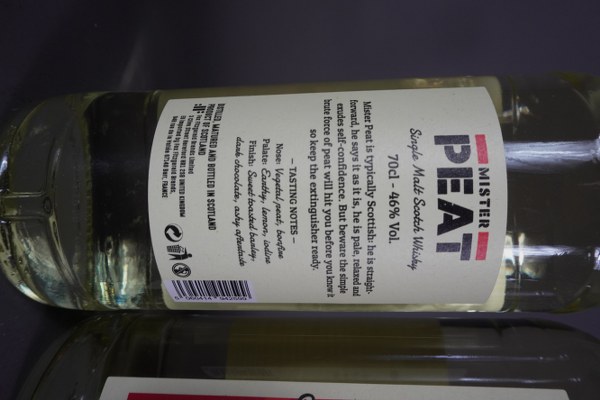 MISTER
PEAT
Single Malt Scotch Whisky
70cl - 46% Vol.
Mister Peat is typically Scottish: he is straight-
forward, he says it as it is, he is pale, relaxed and
exudes self-confidence. But beware the simple
brute force of peat will hit you before you know it
so keep the extinguisher ready.
— TASTING NOTES —
Nose: Vegetal peat, bonfire
Palate: Earthy, lemon, iodine
Finish: Sweet toasted barley,
dark chocolate, ashy aftertaste
DISTILLED, MATURED AND BOTTLED IN SCOTLAND
PRODUCT OF SCOTLAND